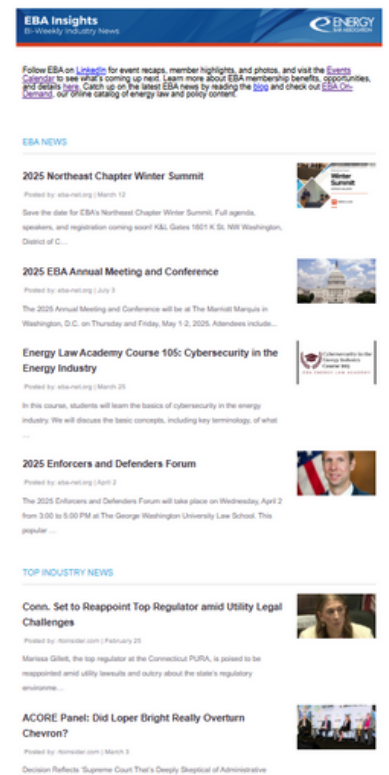 EBA Insights
Bi-Weekly Industry News
ENERGY
BAR ASSOCIATION
Follow EBA on LinkedIn for event recaps, member highlights, and photos, and visit the Events
Calendar to see what's coming up next. Learn more about EBA membership benefits, opportunities,
and details here. Catch up on the latest EBA news by reading the blog and check out EBA On-
Demand, our online catalog of energy law and policy content.
EBA NEWS
2025 Northeast Chapter Winter Summit
Posted by: eba-net.org | March 12
Save the date for EBA's Northeast Chapter Winter Summit. Full agenda,
speakers, and registration coming soon! K&L Gates 1601 K St. NW Washington,
District of C...
Winter
Summit
2025 EBA Annual Meeting and Conference
Posted by: eba-net.org | July 3
The 2025 Annual Meeting and Conference will be at The Marriott Marquis in
Washington, D.C. on Thursday and Friday, May 1-2, 2025. Attendees include...
Energy Law Academy Course 105: Cybersecurity in the
Energy Industry
Posted by: eba-net.org | March 25
In this course, students will learn the basics of cybersecurity in the energy
industry. We will discuss the basic concepts, including key terminology, of what
...
Cybersecurity in the
Energy Industry
Course 105
EBA ENERGY LAW ACADEMY
2025 Enforcers and Defenders Forum
Posted by: eba-net.org | April 2
The 2025 Enforcers and Defenders Forum will take place on Wednesday, April 2
from 3:00 to 5:00 PM at The George Washington University Law School. This
popular ...
TOP INDUSTRY NEWS
Conn. Set to Reappoint Top Regulator amid Utility Legal
Challenges
Posted by: rtoinsider.com | February 25
Marissa Gillett, the top regulator at the Connecticut PURA, is poised to be
reappointed amid utility lawsuits and outcry about the state's regulatory
environme...
ACORE Panel: Did Loper Bright Really Overturn
Chevron?
Posted by: rtoinsider.com | March 3
Decision Reflects 'Supreme Court That's Deeply Skeptical of Administrative